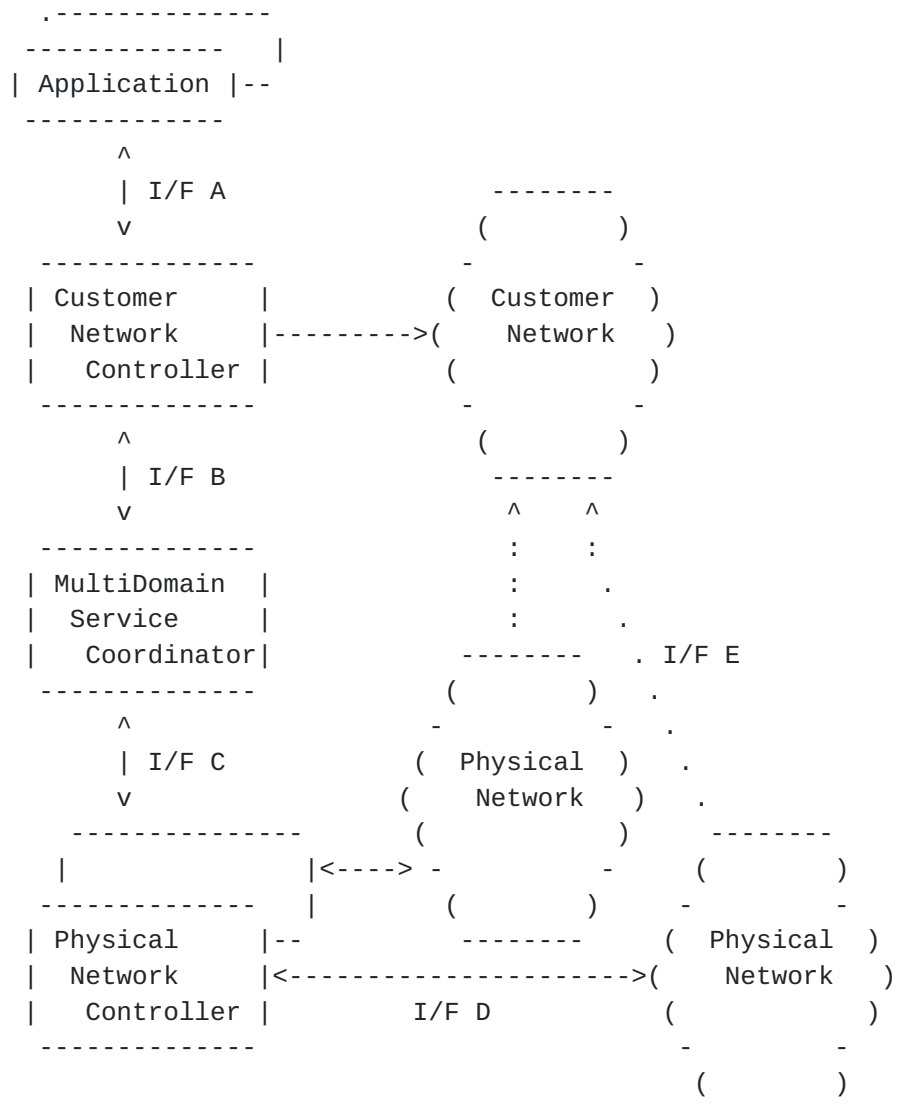 Application
I/F A
Customer Network Controller
Customer Network
I/F B
MultiDomain Service Coordinator
I/F E
I/F C
Physical Network
Physical Network Controller
Physical Network
I/F D